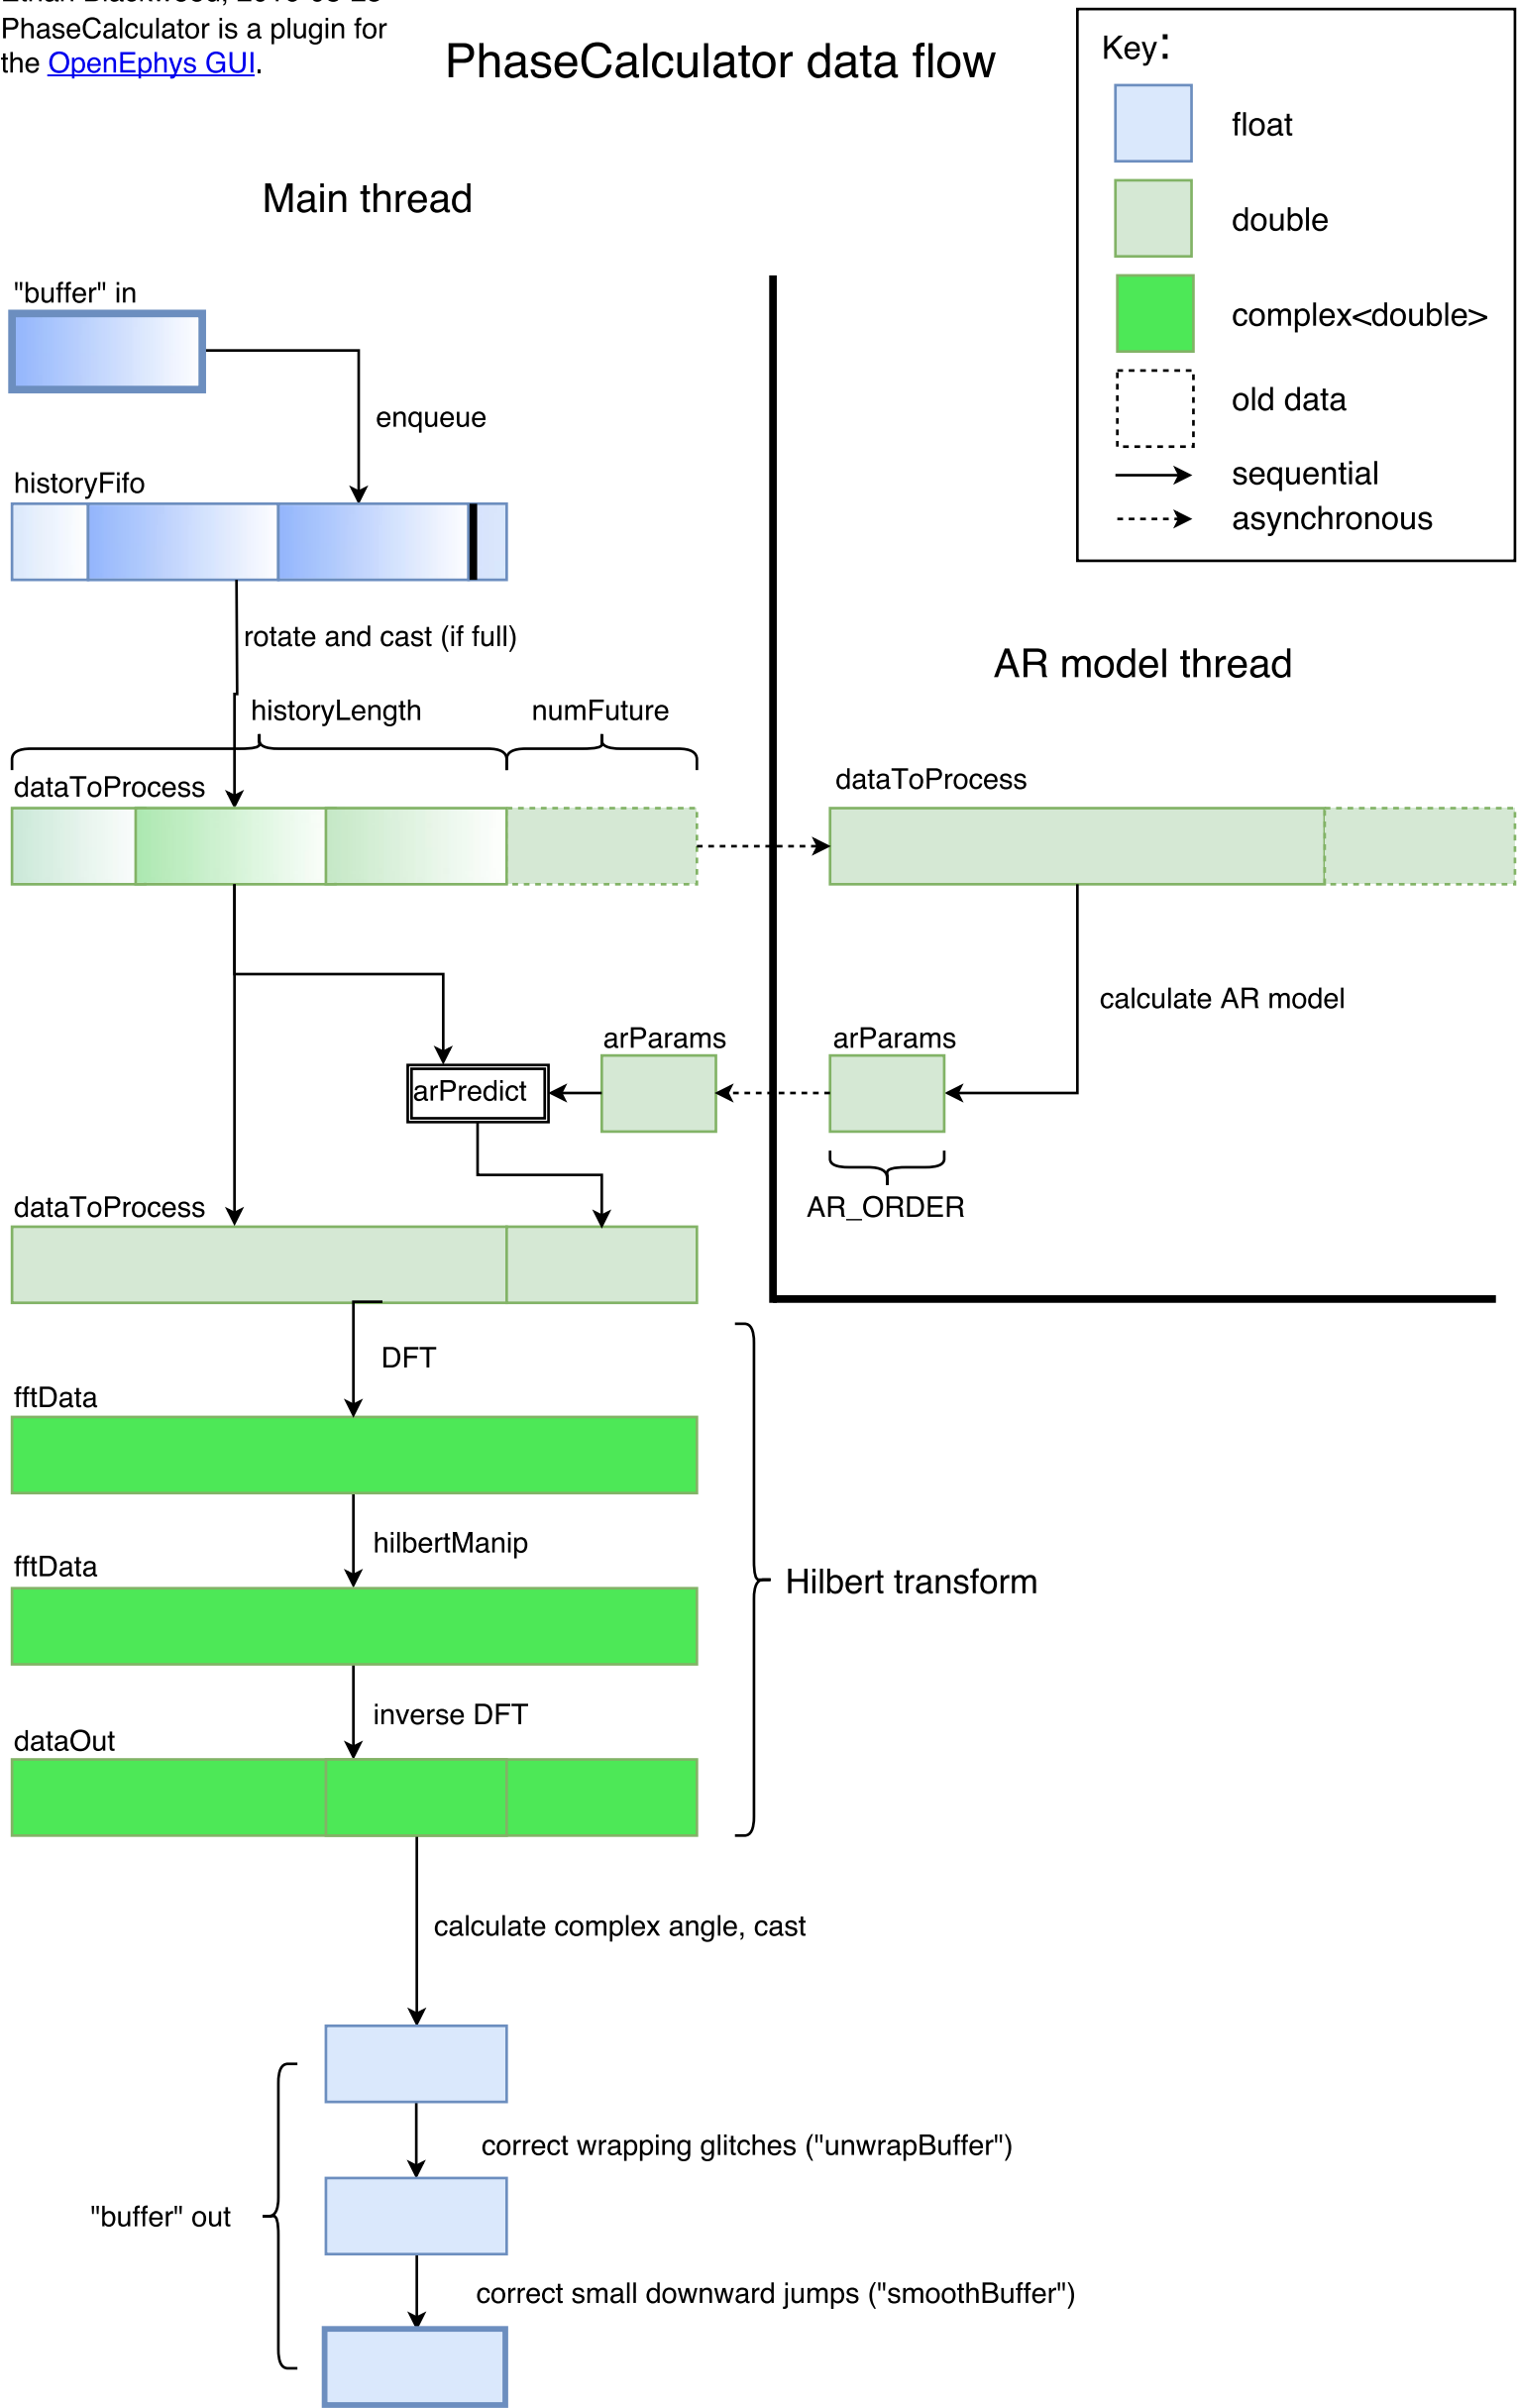 PhaseCalculator is a plugin for
the OpenEphys GUI.
PhaseCalculator data flow
Key:
float
double
complex<double>
old data
sequential
asynchronous
Main thread
"buffer" in
enqueue
historyFifo
rotate and cast (if full)
AR model thread
historyLength
numFuture
dataToProcess
dataToProcess
calculate AR model
arParams
arParams
arPredict
AR_ORDER
dataToProcess
DFT
fftData
hilbertManip
fftData
Hilbert transform
inverse DFT
dataOut
calculate complex angle, cast
correct wrapping glitches ("unwrapBuffer")
"buffer" out
correct small downward jumps ("smoothBuffer")